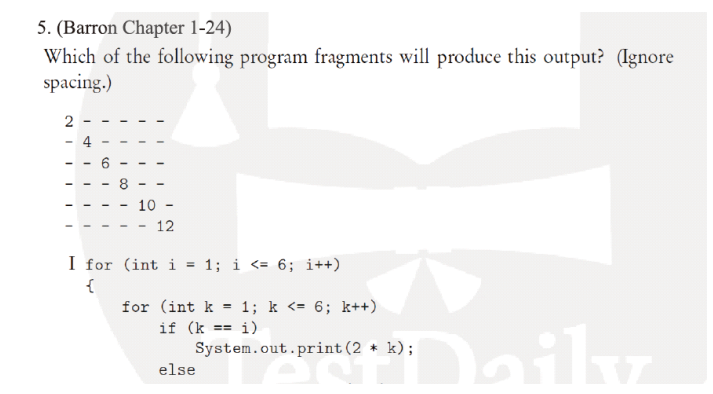 5. (Barron Chapter 1-24)
Which of the following program fragments will produce this output? (Ignore
spacing.)
2 - - - - -
- 4 - - - -
- - 6 - - -
- - - 8 - -
- - - - 10 -
- - - - - 12
I for (int i = 1; i <= 6; i++)
{
for (int k = 1; k <= 6; k++)
if (k == i)
System.out.print(2 * k);
else
TestDaily